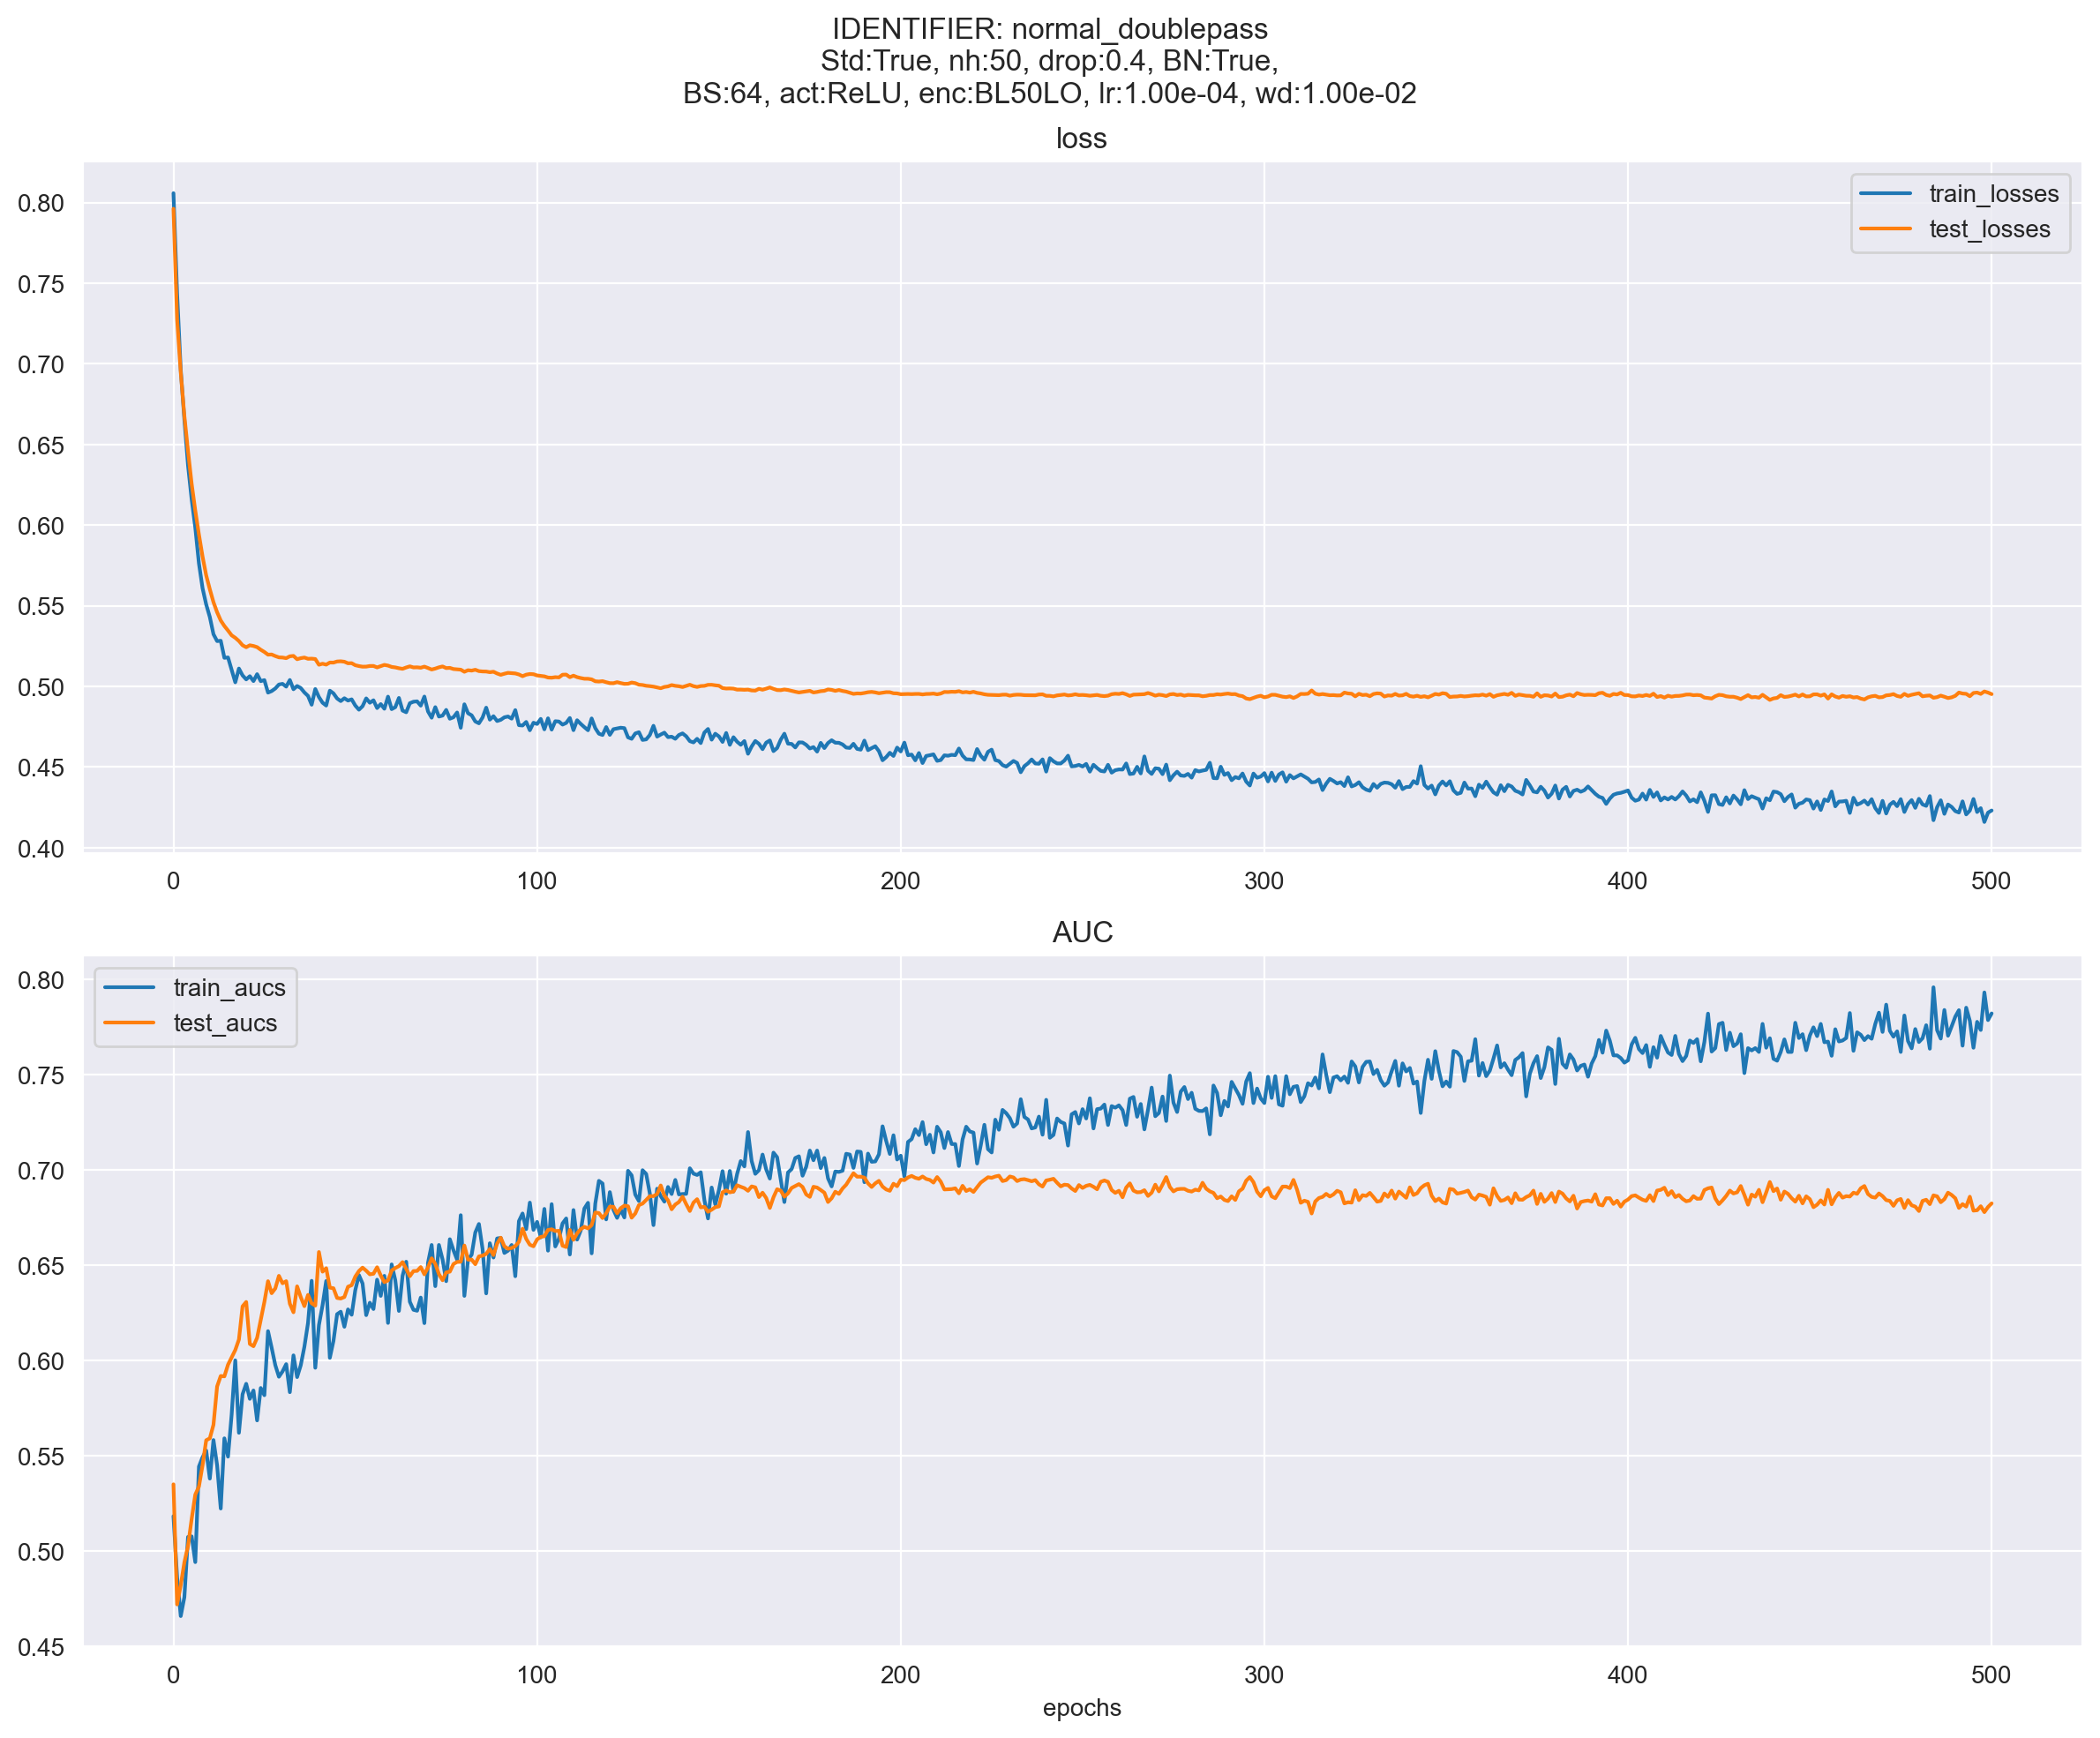 IDENTIFIER: normal_doublepass
Std:True, nh:50, drop:0.4, BN:True,
BS:64, act:ReLU, enc:BL50LO, lr:1.00e-04, wd:1.00e-02
loss
train_losses
test_losses
0.80
0.75
0.70
0.65
0.60
0.55
0.50
0.45
0.40
0 100 200 300 400 500
AUC
train_aucs
test_aucs
0.80
0.75
0.70
0.65
0.60
0.55
0.50
0.45
0 100 200 300 400 500
epochs